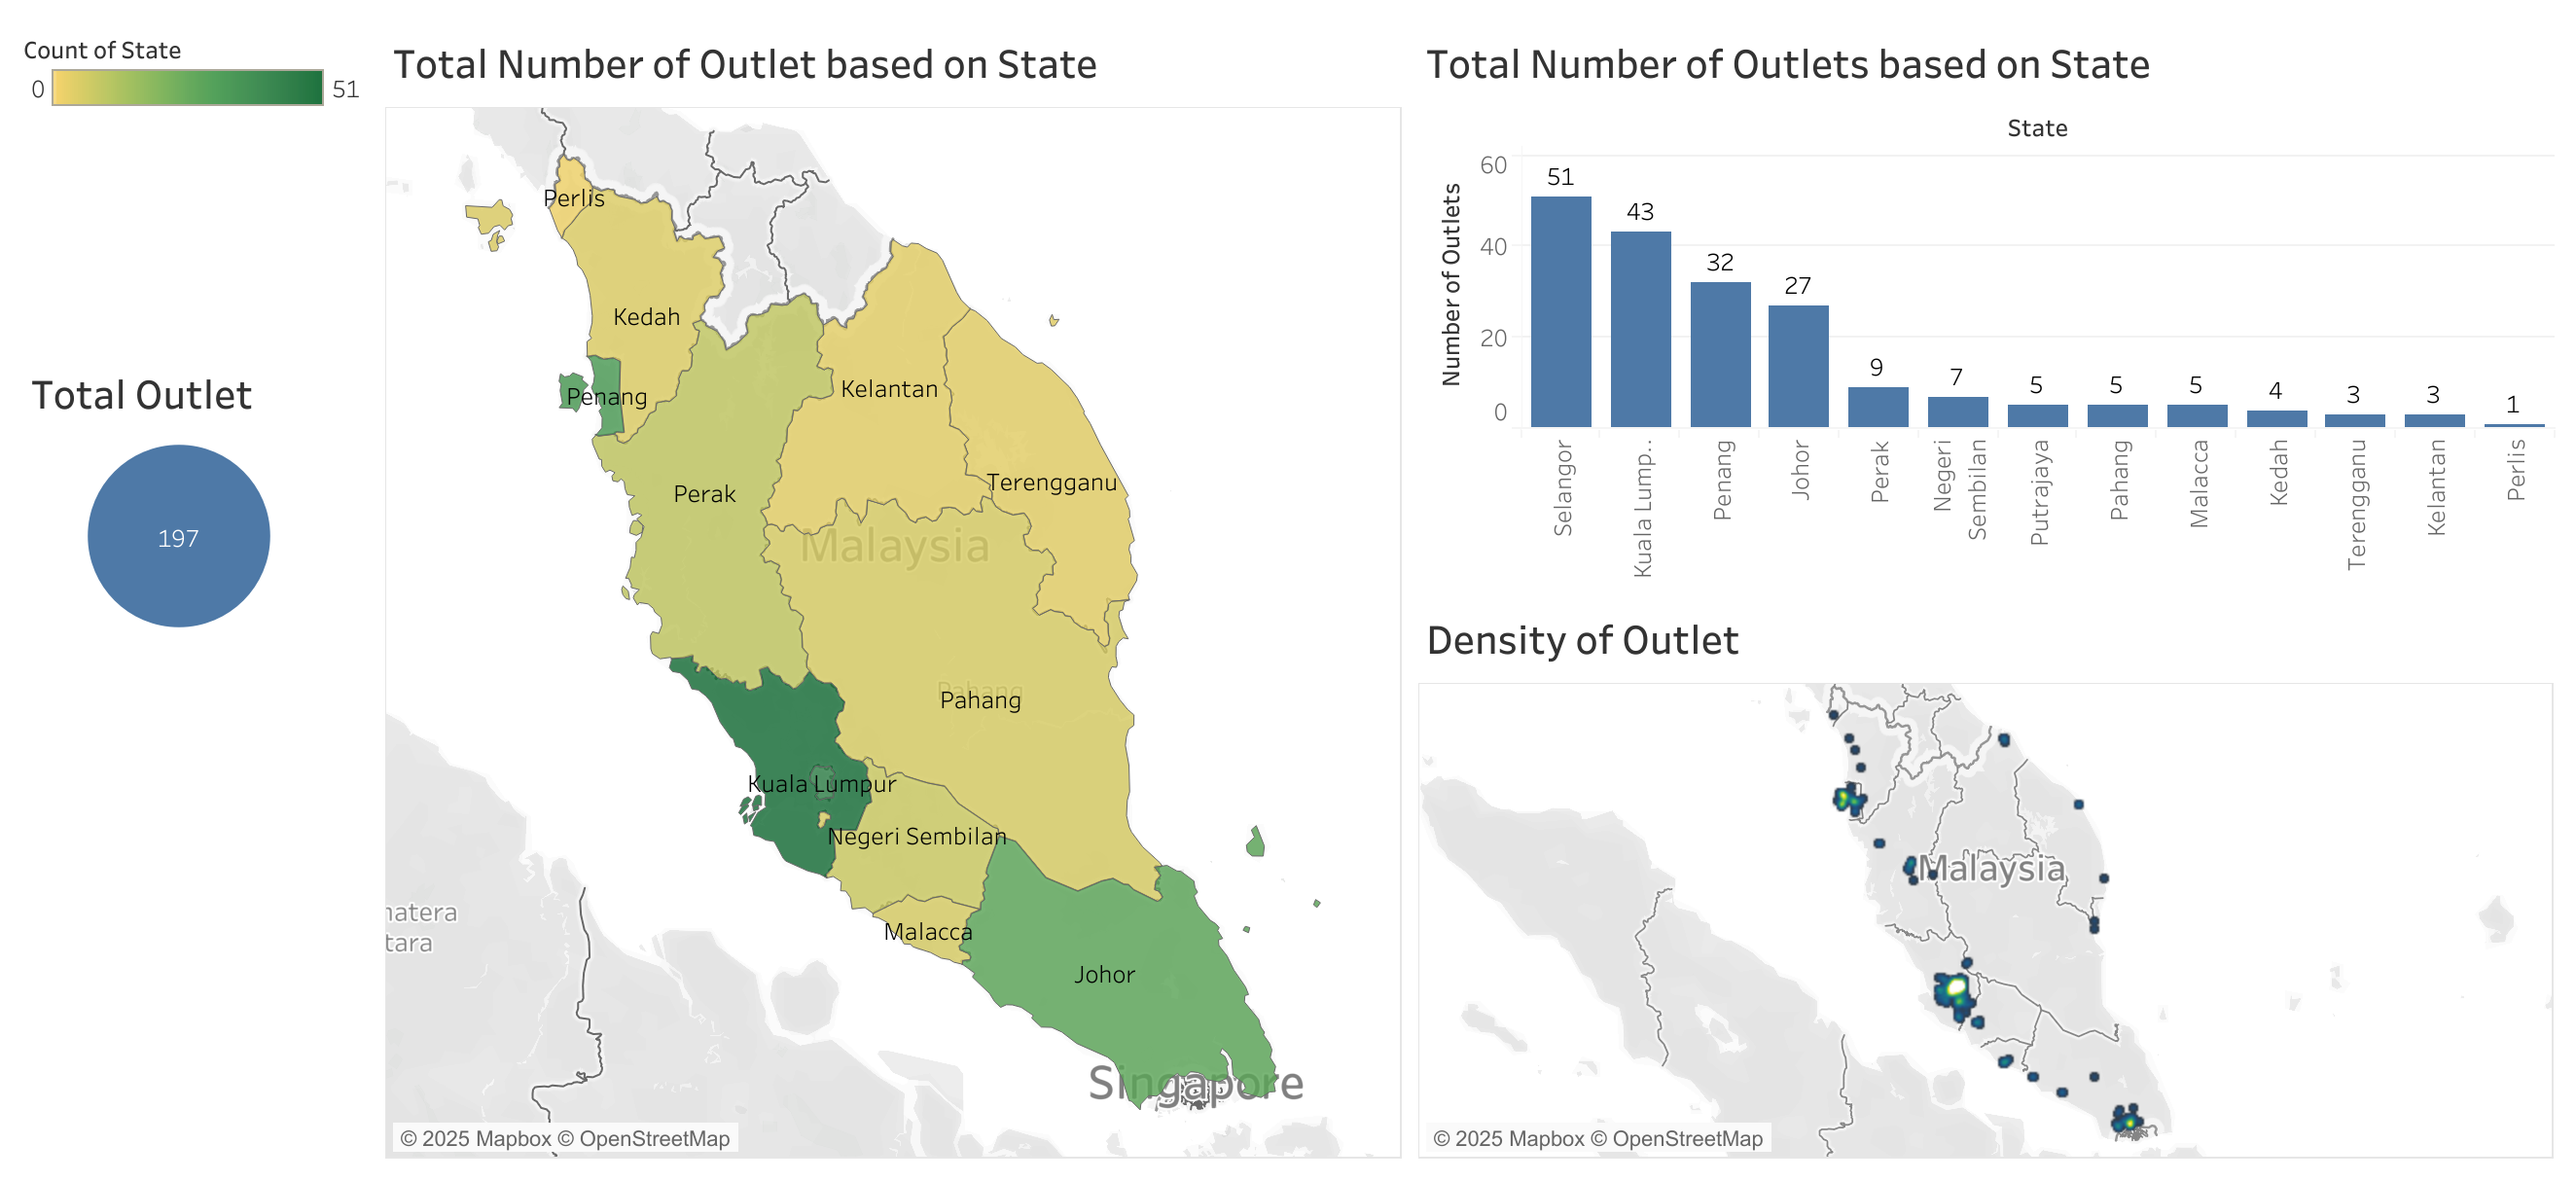 Count of State
0
51
Total Outlet
197
Total Number of Outlet based on State
Perlis
Kedah
Penang
Kelantan
Terengganu
Perak
Malaysia
Pahang
Pahang
Kuala Lumpur
Negeri Sembilan
Malacca
Johor
Singapore
natera
tara
© 2025 Mapbox © OpenStreetMap
Total Number of Outlets based on State
State
Number of Outlets
60
40
20
0
51
43
32
27
9
7
5
5
5
4
3
3
1
Selangor
Kuala Lump..
Penang
Johor
Perak
Negeri
Sembilan
Putrajaya
Pahang
Malacca
Kedah
Terengganu
Kelantan
Perlis
Density of Outlet
Malaysia
© 2025 Mapbox © OpenStreetMap